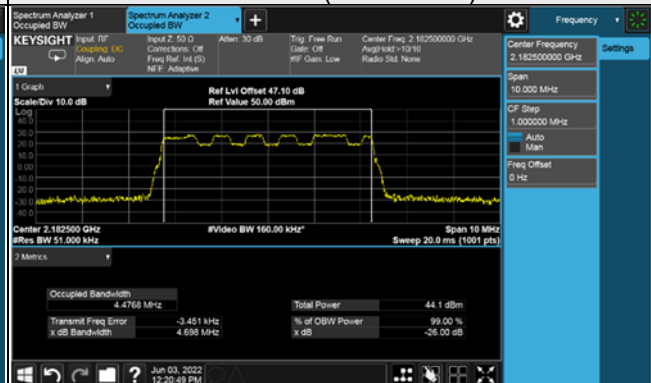 Spectrum Analyzer 1
Occupied BW
Spectrum Analyzer 2
Occupied BW
+
Frequency
KEYSIGHT
Input: RF
Coupling: DC
Align: Auto
Input Z: 50 Ω
Corrections: Off
Freq Ref: Int (S)
NFE: Adaptive
Atten: 30 dB
Trig: Free Run
Gate: Off
#IF Gain: Low
Center Freq: 2.182500000 GHz
Avg|Hold:>10/10
Radio Std: None
Center Frequency
2.182500000 GHz
Settings
Span
10.000 MHz
CF Step
1.000000 MHz
Auto
Man
Freq Offset
0 Hz
1 Graph
Scale/Div 10.0 dB
Ref Lvl Offset 47.10 dB
Ref Value 50.00 dBm
Log
40.0
30.0
20.0
10.0
0.00
-10.0
-20.0
-30.0
-40.0
Center 2.182500 GHz
#Res BW 51.000 kHz
#Video BW 160.00 kHz*
Span 10 MHz
Sweep 20.0 ms (1001 pts)
2 Metrics
Occupied Bandwidth
4.4768 MHz
Total Power
44.1 dBm
Transmit Freq Error
-3.451 kHz
% of OBW Power
99.00 %
x dB Bandwidth
4.698 MHz
x dB
-26.00 dB
?
Jun 03, 2022
12:20:49 PM